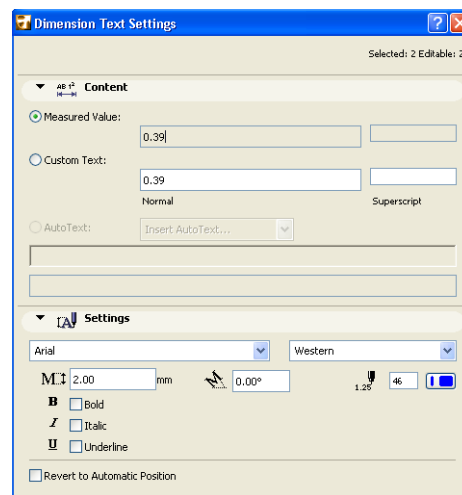 Dimension Text Settings
Selected: 2 Editable: 2
AB 1²
Content
Measured Value:
0.39
Custom Text:
0.39
Normal Superscript
AutoText: Insert AutoText...
Settings
Arial Western
M 2.00 mm 0.00° 1.25 46
B Bold
I Italic
U Underline
Revert to Automatic Position